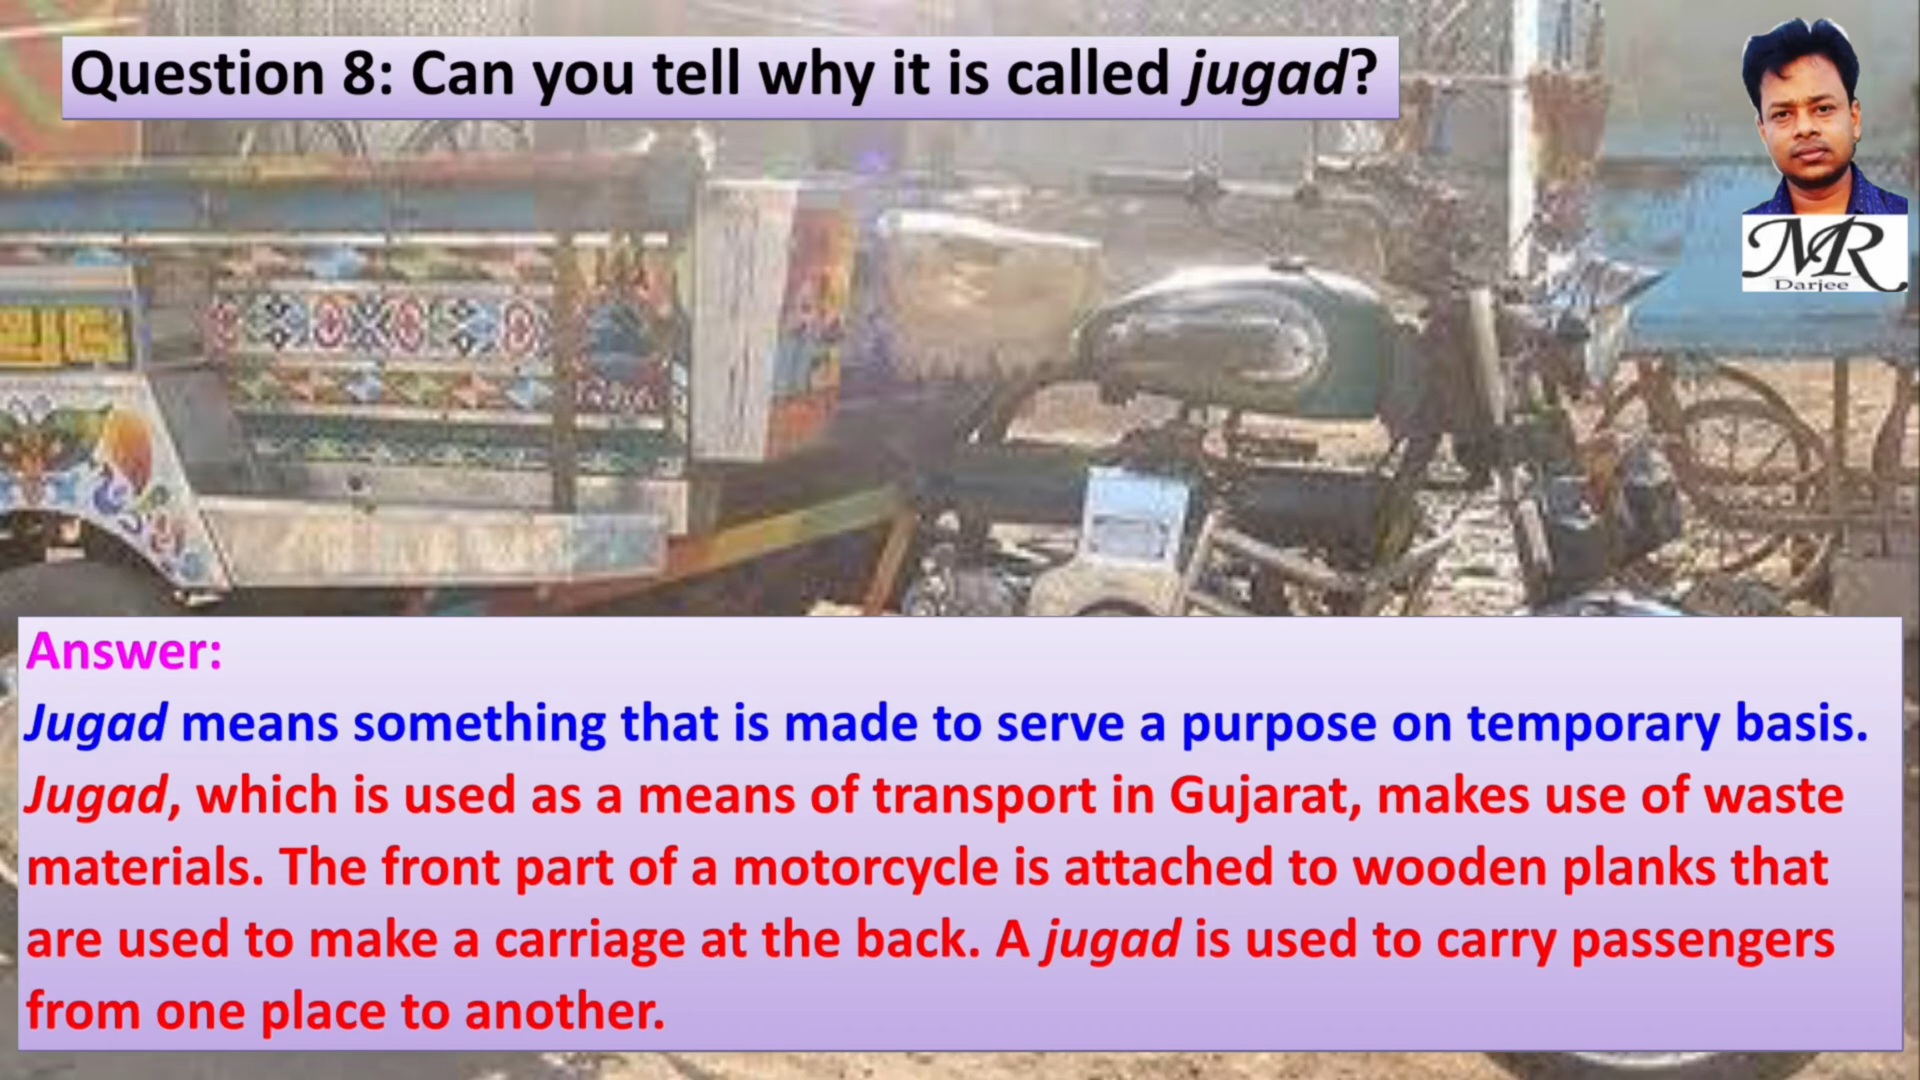 Question 8: Can you tell why it is called jugad?
MR
Darjee
Answer:
Jugad means something that is made to serve a purpose on temporary basis.
Jugad, which is used as a means of transport in Gujarat, makes use of waste
materials. The front part of a motorcycle is attached to wooden planks that
are used to make a carriage at the back. A jugad is used to carry passengers
from one place to another.